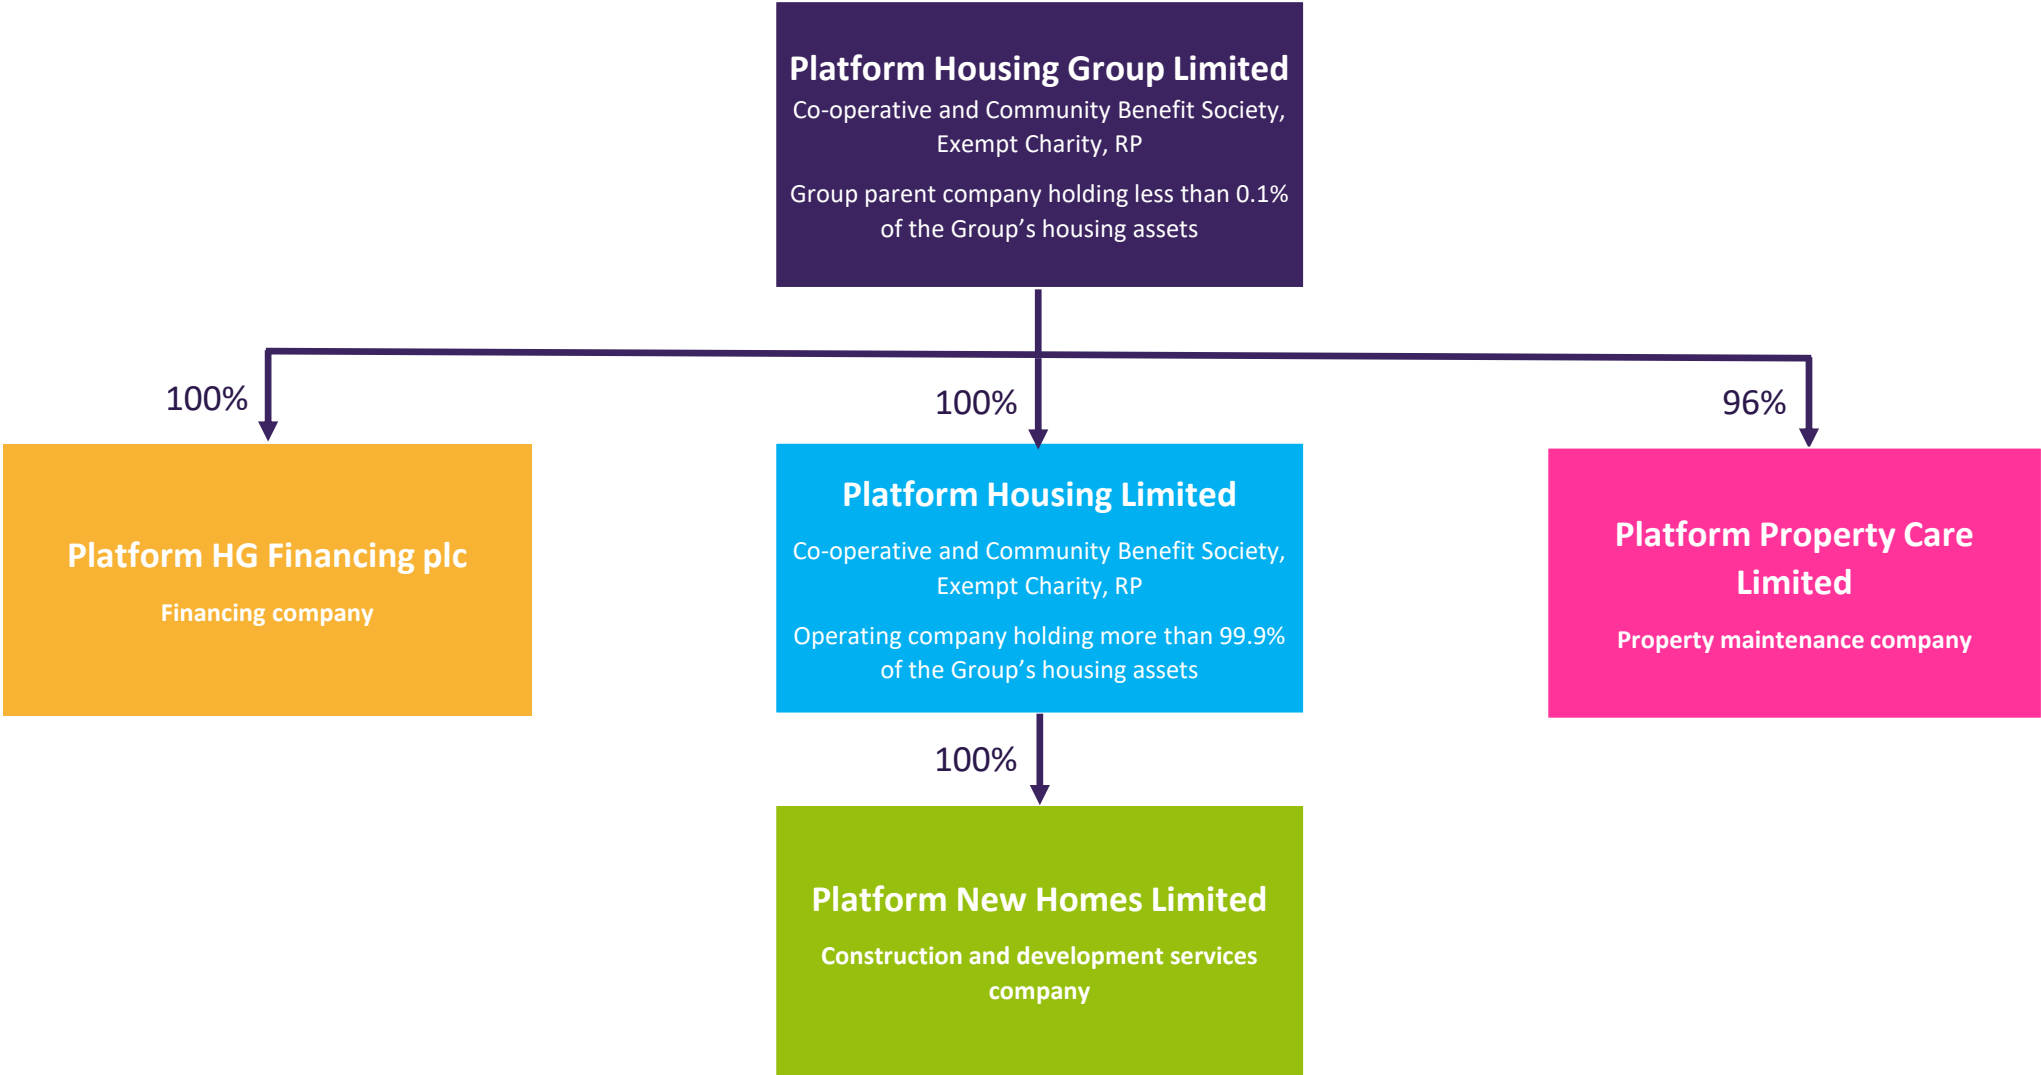 Platform Housing Group Limited
Co-operative and Community Benefit Society,
Exempt Charity, RP
Group parent company holding less than 0.1%
of the Group’s housing assets
100%
100%
96%
Platform HG Financing plc
Financing company
Platform Housing Limited
Co-operative and Community Benefit Society,
Exempt Charity, RP
Operating company holding more than 99.9%
of the Group’s housing assets
Platform Property Care
Limited
Property maintenance company
100%
Platform New Homes Limited
Construction and development services
company